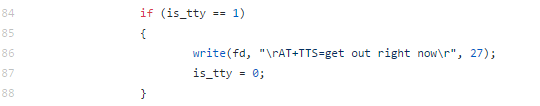 84 if (is_tty == 1)
85 {
86 write(fd, "\rAT+TTS=get out right now\r", 27);
87 is_tty = 0;
88 }